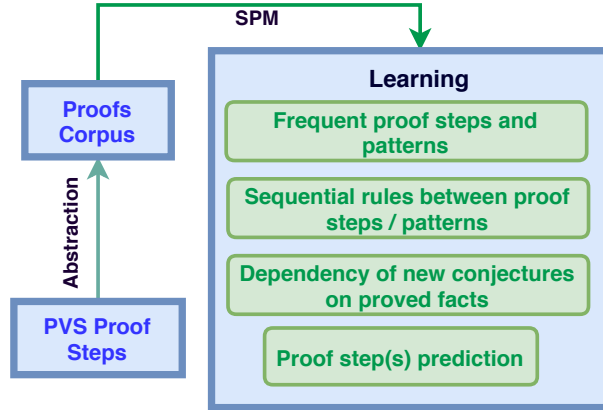 SPM
Learning
Proofs
Corpus
Frequent proof steps and
patterns
Sequential rules between proof
steps / patterns
Abstraction
Dependency of new conjectures
on proved facts
PVS Proof
Steps
Proof step(s) prediction